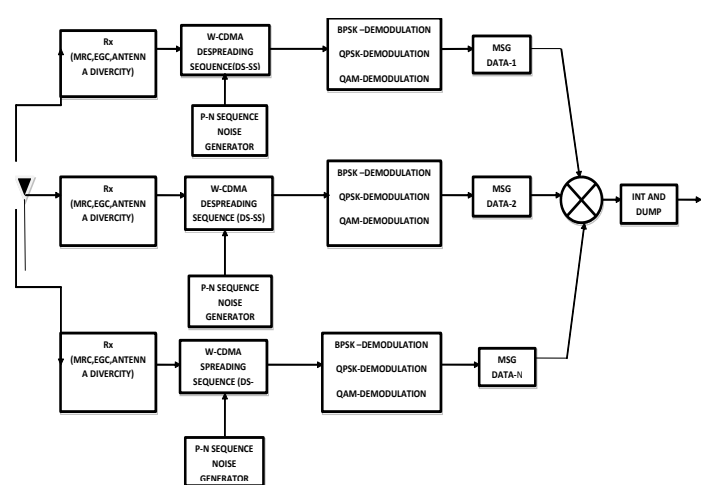 Rx
(MRC,EGC,ANTENN
A DIVERCITY)
W-CDMA
DESPREADING
SEQUENCE(DS-SS)
P-N SEQUENCE
NOISE
GENERATOR
BPSK –DEMODULATION
QPSK-DEMODULATION
QAM-DEMODULATION
MSG
DATA-1
Rx
(MRC,EGC,ANTENN
A DIVERCITY)
W-CDMA
DESPREADING
SEQUENCE (DS-SS)
P-N SEQUENCE
NOISE
GENERATOR
BPSK –DEMODULATION
QPSK-DEMODULATION
QAM-DEMODULATION
MSG
DATA-2
INT AND
DUMP
Rx
(MRC,EGC,ANTENN
A DIVERCITY)
W-CDMA
SPREADING
SEQUENCE (DS-
P-N SEQUENCE
NOISE
GENERATOR
BPSK –DEMODULATION
QPSK-DEMODULATION
QAM-DEMODULATION
MSG
DATA-N